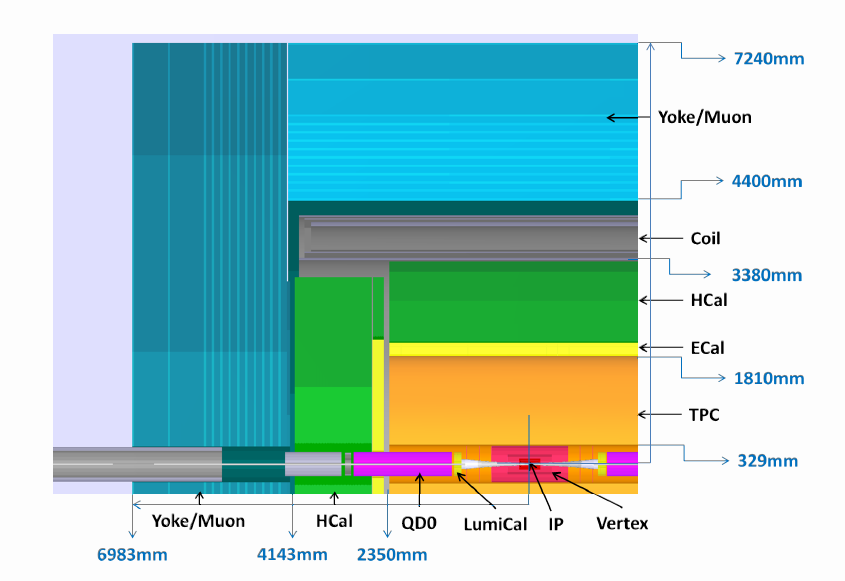 7240mm
Yoke/Muon
4400mm
Coil
3380mm
HCal
ECal
1810mm
TPC
329mm
Yoke/Muon HCal QD0 LumiCal IP Vertex
6983mm 4143mm 2350mm